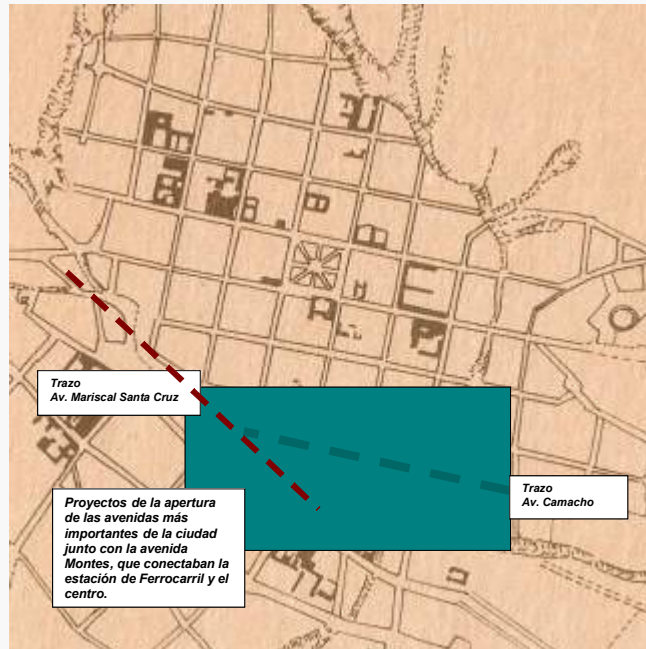 Trazo
Av. Mariscal Santa Cruz
Trazo
Av. Camacho
Proyectos de la apertura
de las avenidas más
importantes de la ciudad
junto con la avenida
Montes, que conectaban la
estación de Ferrocarril y el
centro.